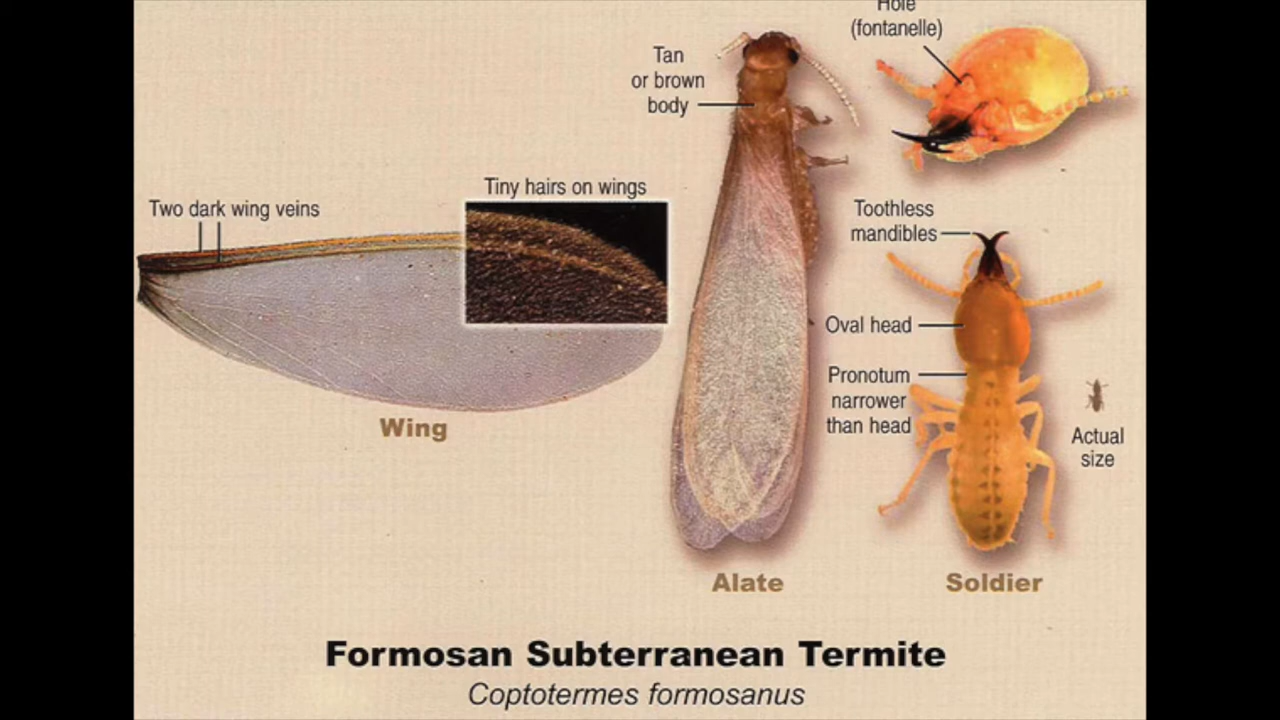 Hole
(fontanelle)
Tan
or brown
body
Tiny hairs on wings
Two dark wing veins
Toothless
mandibles
Oval head
Pronotum
narrower
than head
Actual
size
Wing
Alate
Soldier
Formosan Subterranean Termite
Coptotermes formosanus